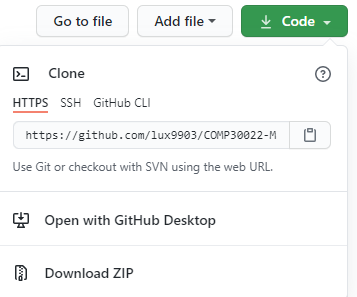 Go to file Add file Code
Clone
HTTPS SSH GitHub CLI
https://github.com/lux9903/COMP30022-M
Use Git or checkout with SVN using the web URL.
Open with GitHub Desktop
Download ZIP